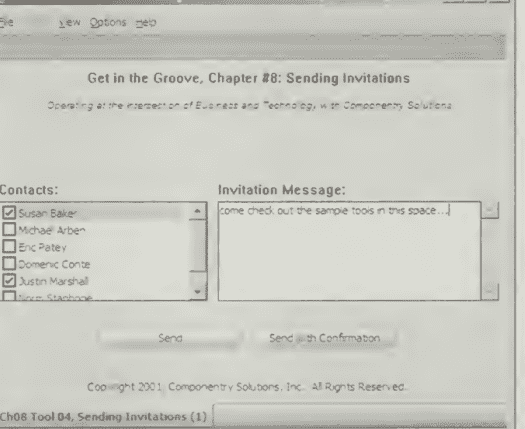 File View Options Help
Get in the Groove, Chapter #8: Sending Invitations
Operating at the intersection of Business and Technology, with Componentry Solutions
Contacts:
Invitation Message:
Susan Baker
Michael Arben
Eric Patey
Domenic Conte
Justin Marshall
come check out the sample tools in this space...
Send
Send with Confirmation
Copyright 2001, Componentry Solutions, Inc. All Rights Reserved.
Ch08 Tool 04, Sending Invitations (1)